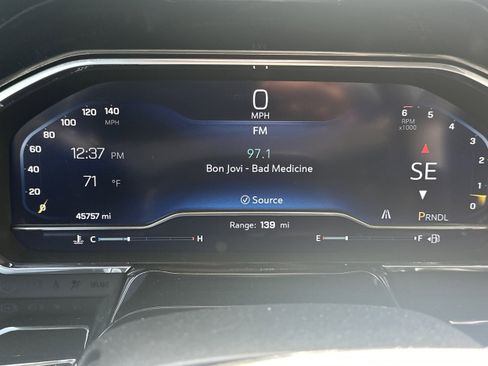 120 140
100 MPH
80
60
40
20
0
MPH
FM
97.1
Bon Jovi - Bad Medicine
Source
12:37 PM
71 °F
45757 mi
6 5 4
RPM
x1000
3
2
1
0
SE
PRNDL
Range: 139 mi
C H
E F